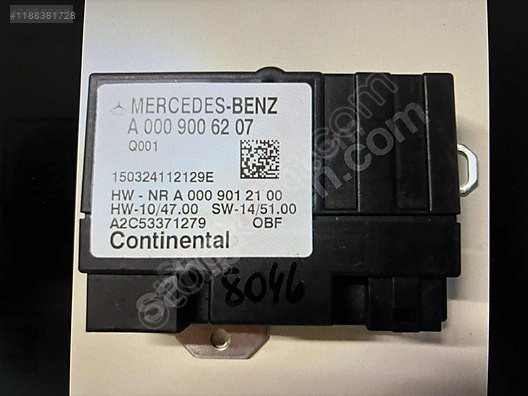 #1188381728
MERCEDES-BENZ
A 000 900 62 07
Q001
150324112129E
HW - NR A 000 901 21 00
HW-10/47.00 SW-14/51.00
A2C53371279 OBF
Continental
8046